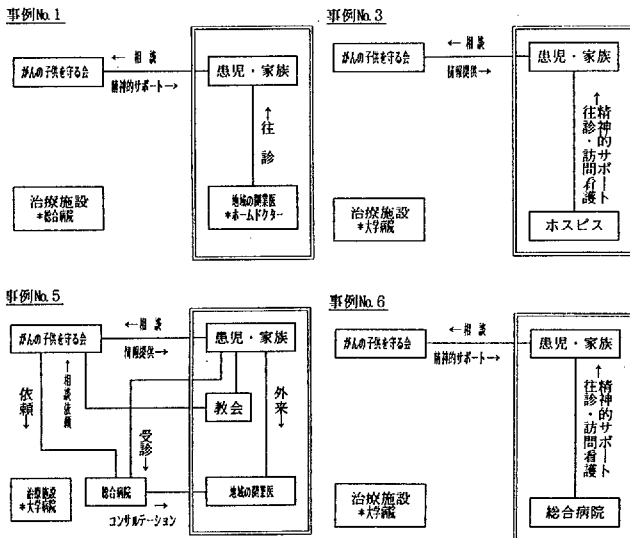 事例No.1
←相談
がんの子供を守る会
患児・家族
精神的サポート→
↑往診
治療施設
*総合病院
地域の開業医
*ホームドクター
事例No.3
←相談
がんの子供を守る会
患児・家族
情報提供→
↑精神的サポート
往診・訪問看護
治療施設
*大学病院
ホスピス
事例No.5
←相談
がんの子供を守る会
患児・家族
情報提供→
依頼→
↑相談依頼
教会
外来→
受診→
治療施設
*大学病院
総合病院
地域の開業医
→
コンサルテーション
事例No.6
←相談
がんの子供を守る会
患児・家族
精神的サポート→
↑精神的サポート
往診・訪問看護
治療施設
*大学病院
総合病院